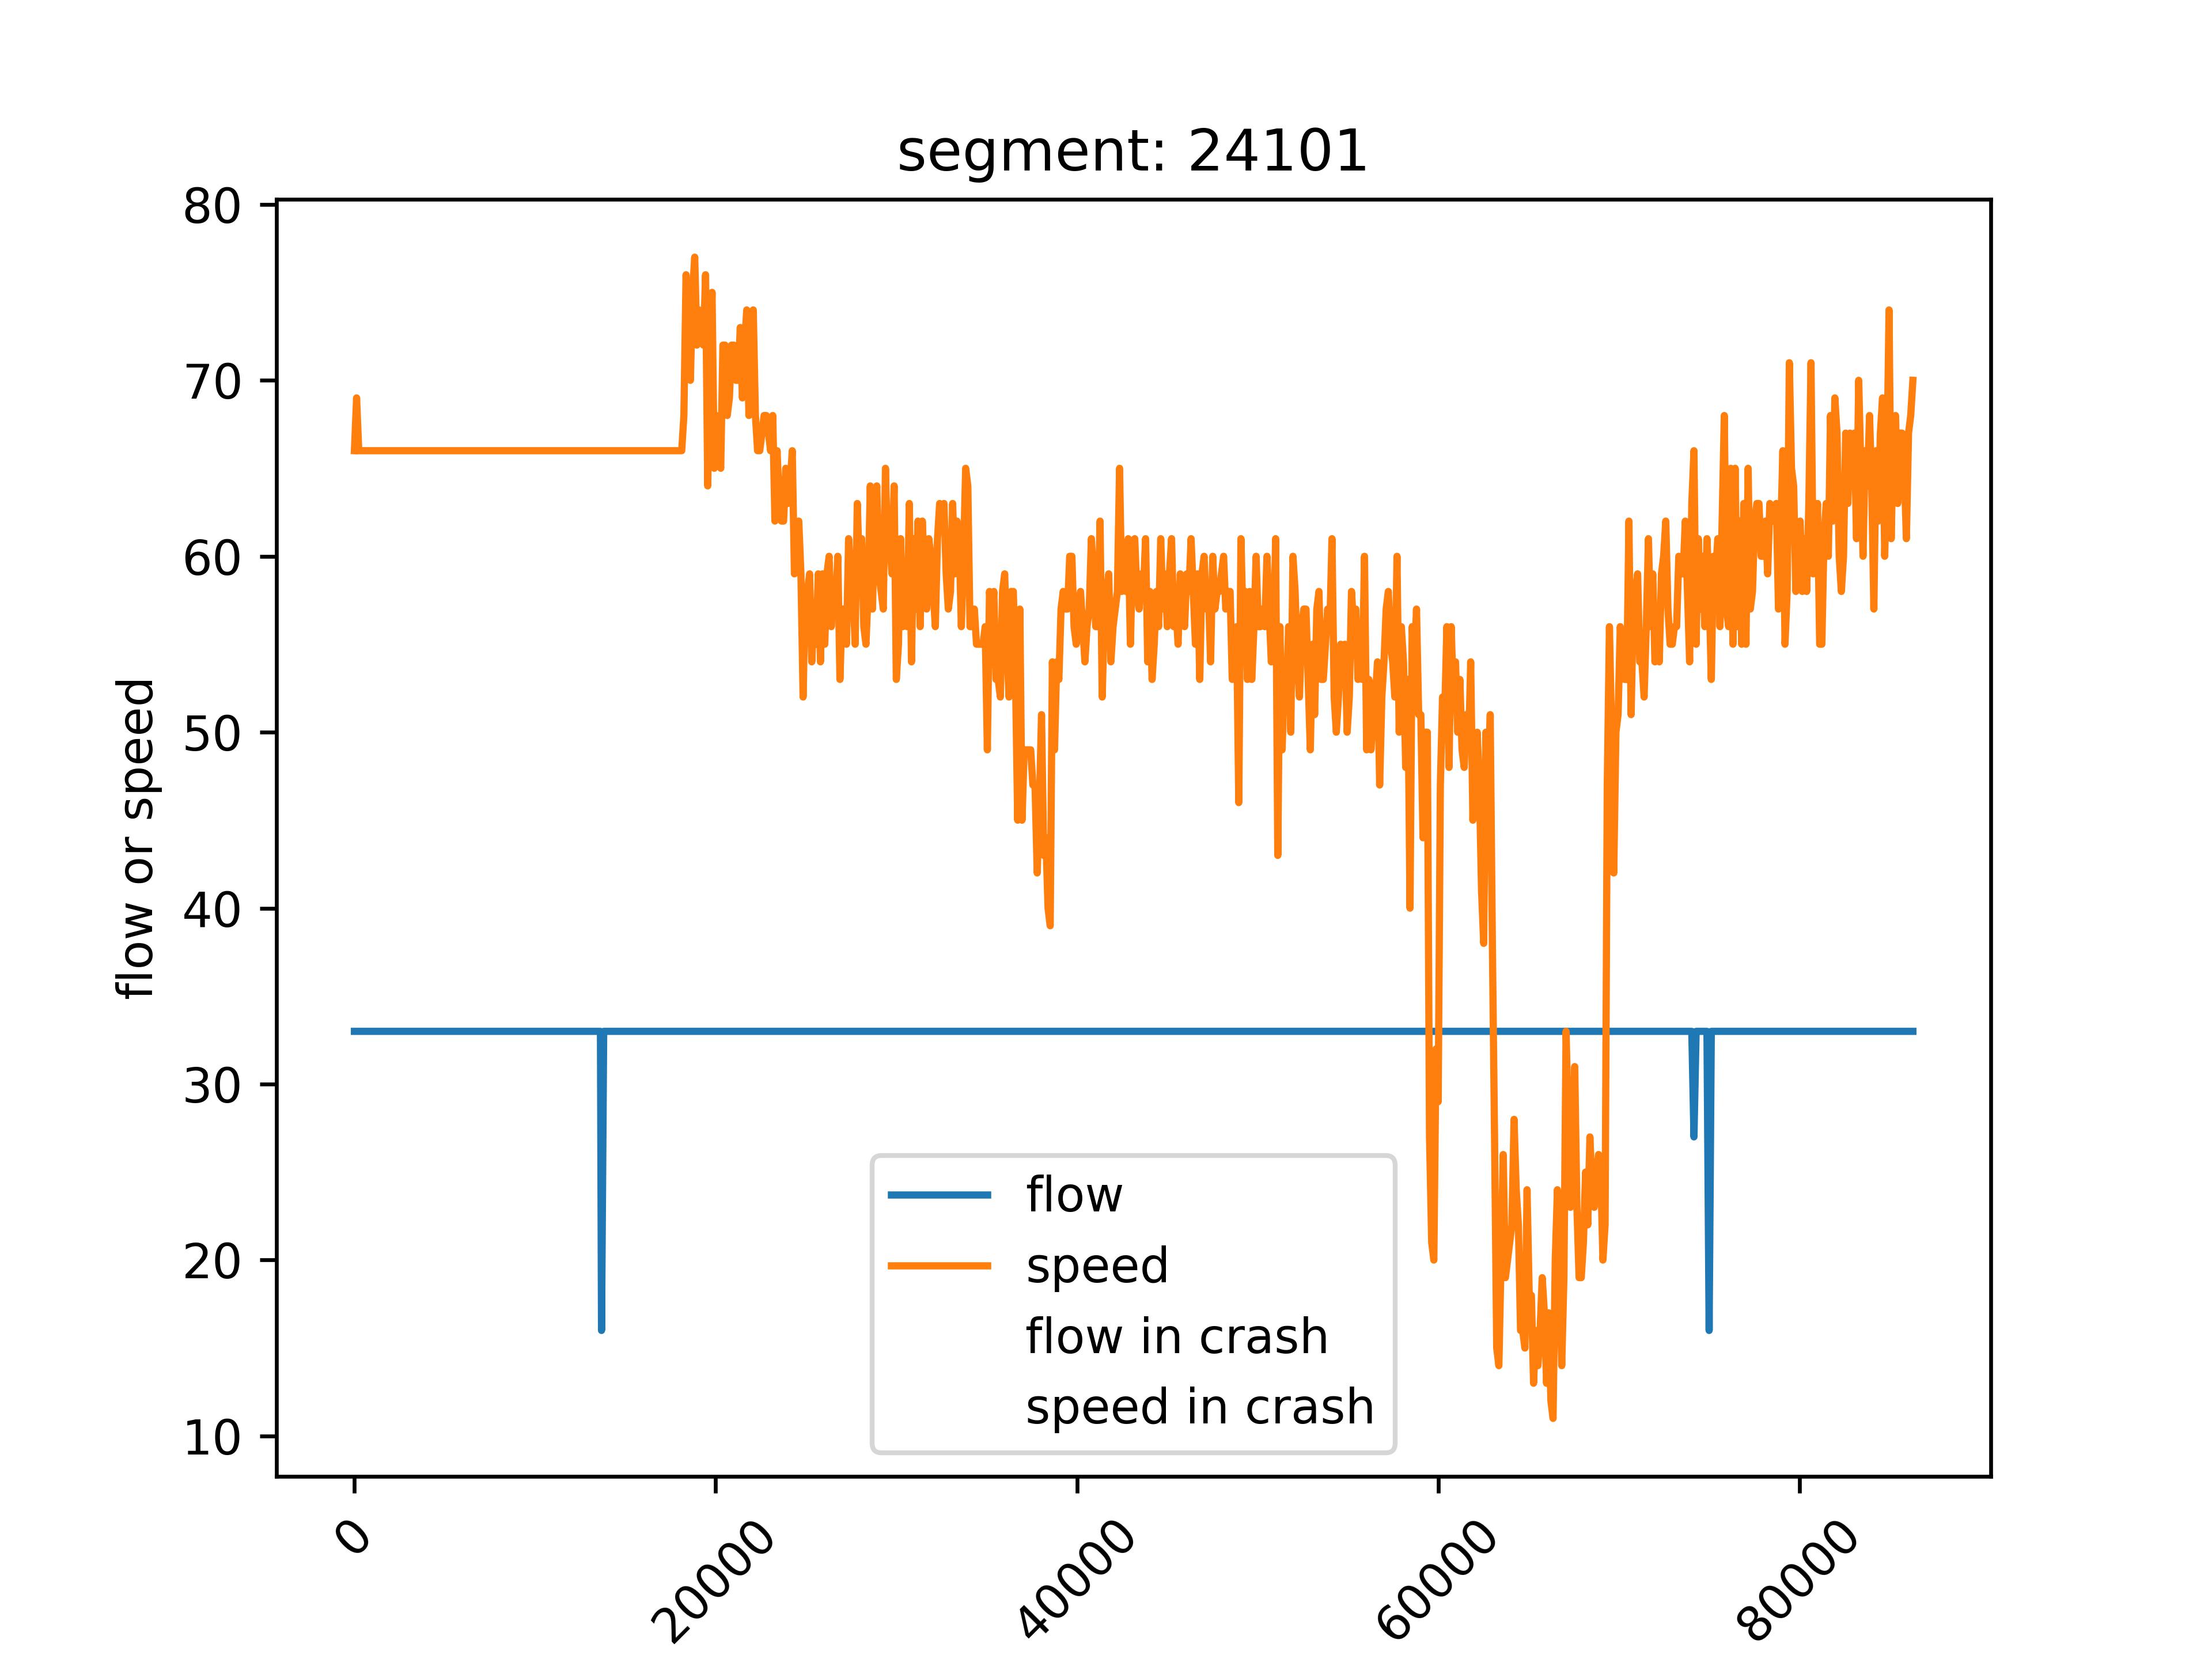 segment: 24101
flow or speed
80
70
60
50
40
30
20
10
flow
speed
flow in crash
speed in crash
0
20000
40000
60000
80000